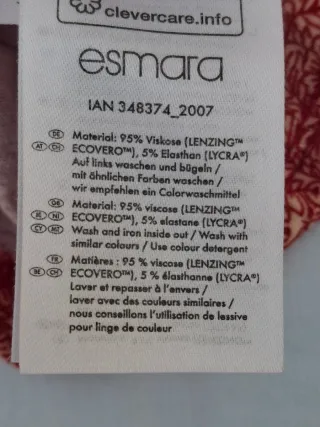 clevercare.info
esmara
IAN 348374_2007
DE Material: 95% Viskose (LENZING™
AT CH ECOVERO™), 5% Elasthan (LYCRA®)
Auf links waschen und bügeln /
mit ähnlichen Farben waschen /
wir empfehlen ein Colorwaschmittel
GB Material: 95% viscose (LENZING™
IE NI ECOVERO™), 5% elastane (LYCRA®)
CY MT Wash and iron inside out / Wash with
similar colours / Use colour detergent
FR Matières : 95 % viscose (LENZING™
BE CH ECOVERO™), 5 % élasthanne (LYCRA®)
Laver et repasser à l'envers /
laver avec des couleurs similaires /
nous conseillons l'utilisation de lessive
pour linge de couleur